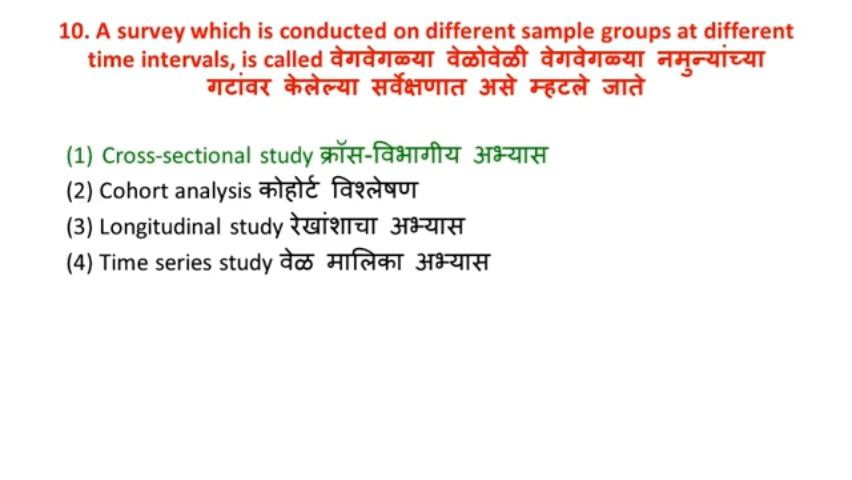 10. A survey which is conducted on different sample groups at different
time intervals, is called वेगवेगळ्या वेळोवेळी वेगवेगळ्या नमुन्यांच्या
गटांवर केलेल्या सर्वेक्षणात असे म्हटले जाते
(1) Cross-sectional study क्रॉस-विभागीय अभ्यास
(2) Cohort analysis कोहोर्ट विश्लेषण
(3) Longitudinal study रेखांशाचा अभ्यास
(4) Time series study वेळ मालिका अभ्यास